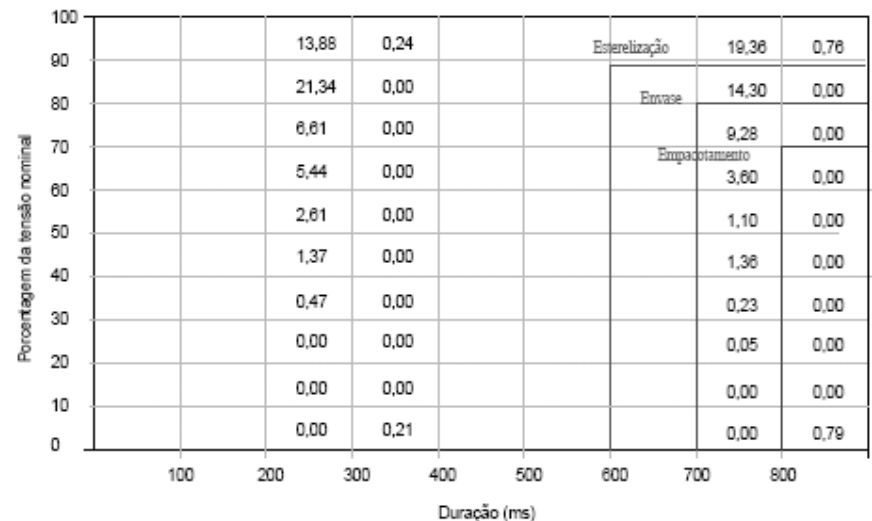 100
13,88 0,24 Esterelização 19,36 0,76
90
21,34 0,00 Envase 14,30 0,00
80
6,61 0,00 9,28 0,00
70
Empacotamento
5,44 0,00 3,60 0,00
60
2,61 0,00 1,10 0,00
50
1,37 0,00 1,36 0,00
40
0,47 0,00 0,23 0,00
30
0,00 0,00 0,05 0,00
20
0,00 0,00 0,00 0,00
10
0,00 0,21 0,00 0,79
0
100 200 300 400 500 600 700 800
Duração (ms)
Porcentagem da tensão nominal